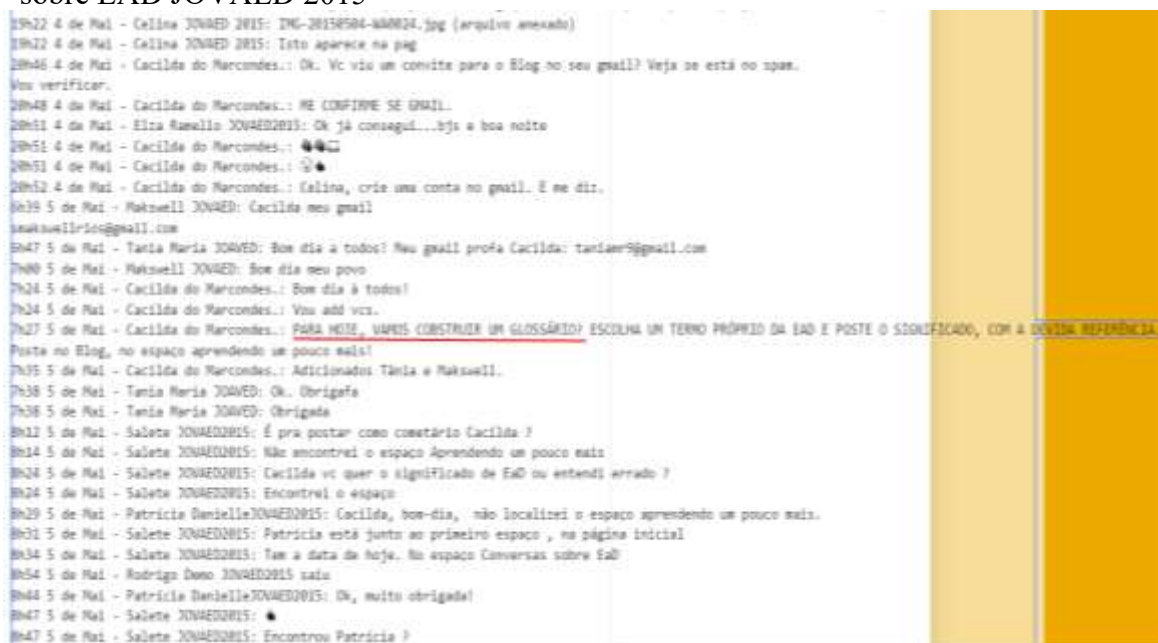 sobre EAD JOVAED 2015
19h22 4 de Mai - Celina JOVAED 2015: IMG-20150504-WA0024.jpg (arquivo anexado)
19h22 4 de Mai - Celina JOVAED 2015: Isto aparece na pag
20h46 4 de Mai - Cacilda do Marcondes.: Ok. Vc viu um convite para o Blog no seu gmail? Veja se está no spam.
Vou verificar.
20h48 4 de Mai - Cacilda do Marcondes.: ME CONFIRME SE GMAIL.
20h51 4 de Mai - Elza Ramello JOVAED2015: Ok já consegui...bjs e boa noite
20h51 4 de Mai - Cacilda do Marcondes.:
20h51 4 de Mai - Cacilda do Marcondes.:
20h52 4 de Mai - Cacilda do Marcondes.: Celina, crie uma conta no gmail. E me diz.
6h39 5 de Mai - Makswell JOVAED: Cacilda meu gmail
smakswellrios@gmail.com
6h47 5 de Mai - Tania Maria JOAVED: Bom dia a todos! Meu gmail profa Cacilda: taniamr9@gmail.com
7h00 5 de Mai - Makswell JOVAED: Bom dia meu povo
7h24 5 de Mai - Cacilda do Marcondes.: Bom dia à todos!
7h24 5 de Mai - Cacilda do Marcondes.: Vou add vcs.
7h27 5 de Mai - Cacilda do Marcondes.: PARA HOJE, VAMOS CONSTRUIR UM GLOSSÁRIO? ESCOLHA UM TERMO PRÓPRIO DA EAD E POSTE O SIGNIFICADO, COM A DEVIDA REFERÊNCIA.
Poste no Blog, no espaço aprendendo um pouco mais!
7h35 5 de Mai - Cacilda do Marcondes.: Adicionados Tânia e Makswell.
7h38 5 de Mai - Tania Maria JOAVED: Ok. Obrigafa
7h38 5 de Mai - Tania Maria JOAVED: Obrigada
8h12 5 de Mai - Salete JOVAED2015: É pra postar como cometário Cacilda ?
8h14 5 de Mai - Salete JOVAED2015: Não encontrei o espaço Aprendendo um pouco mais
8h24 5 de Mai - Salete JOVAED2015: Cacilda vc quer o significado de EaD ou entendi errado ?
8h24 5 de Mai - Salete JOVAED2015: Encontrei o espaço
8h29 5 de Mai - Patricia DanielleJOVAED2015: Cacilda, bom-dia, não localizei o espaço aprendendo um pouco mais.
8h31 5 de Mai - Salete JOVAED2015: Patricia está junto ao primeiro espaço , na página inicial
8h34 5 de Mai - Salete JOVAED2015: Tem a data de hoje. No espaço Conversas sobre EaD
8h54 5 de Mai - Rodrigo Demo JOVAED2015 saiu
8h44 5 de Mai - Patricia DanielleJOVAED2015: Ok, muito obrigada!
8h47 5 de Mai - Salete JOVAED2015:
8h47 5 de Mai - Salete JOVAED2015: Encontrou Patricia ?